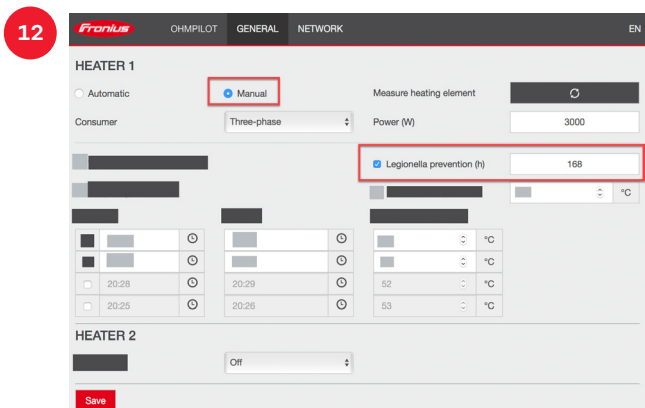 12
Fronius OHMPILOT GENERAL NETWORK EN
HEATER 1
Automatic Manual Measure heating element
Consumer Three-phase Power (W) 3000
Legionella prevention (h) 168
°C
°C
°C
20:28 20:29 52 °C
20:25 20:26 53 °C
HEATER 2
Off
Save